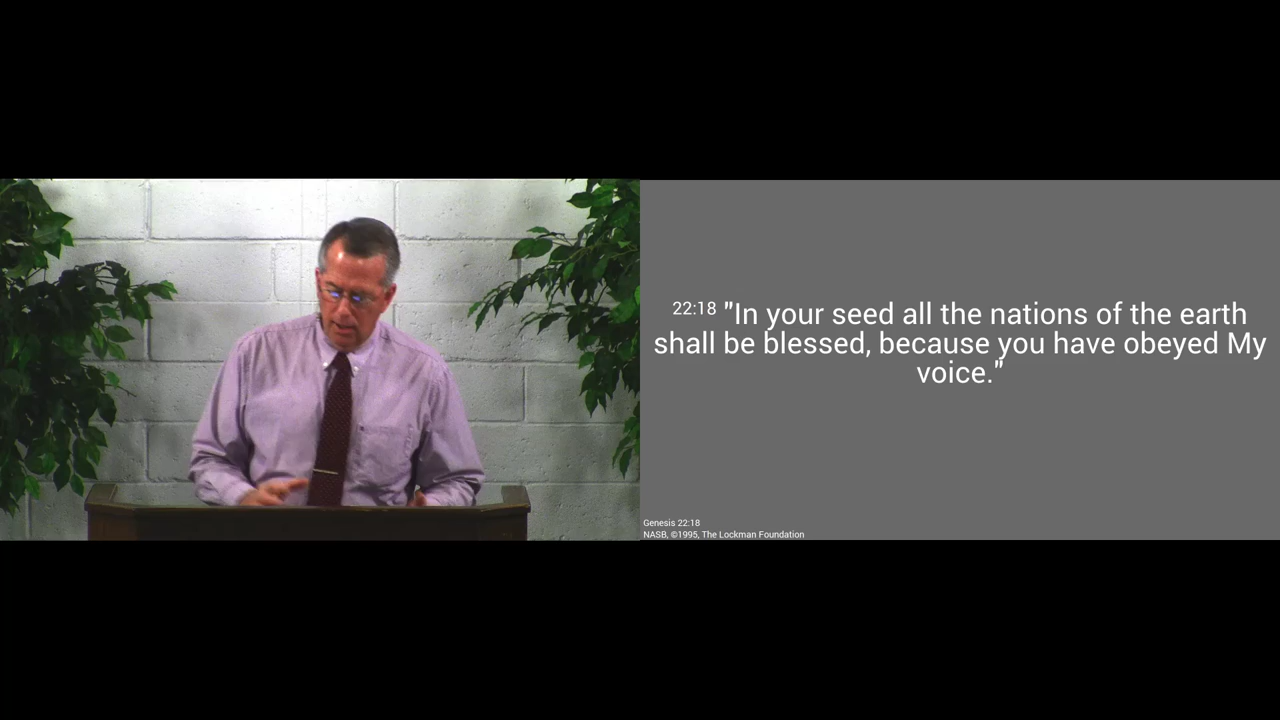 22:18 "In your seed all the nations of the earth
shall be blessed, because you have obeyed My
voice."
Genesis 22:18
NASB, ©1995, The Lockman Foundation